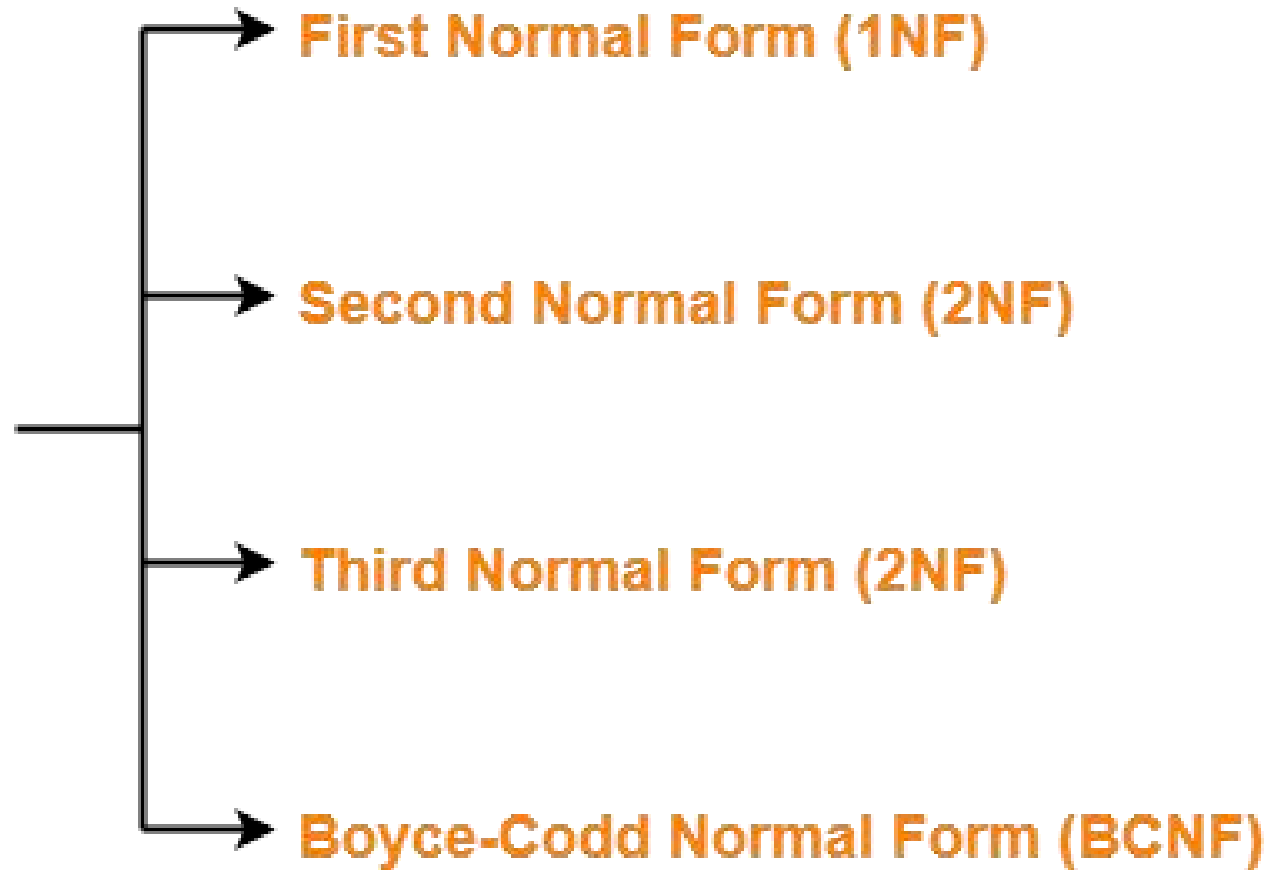 First Normal Form (1NF)
Second Normal Form (2NF)
Third Normal Form (2NF)
Boyce-Codd Normal Form (BCNF)